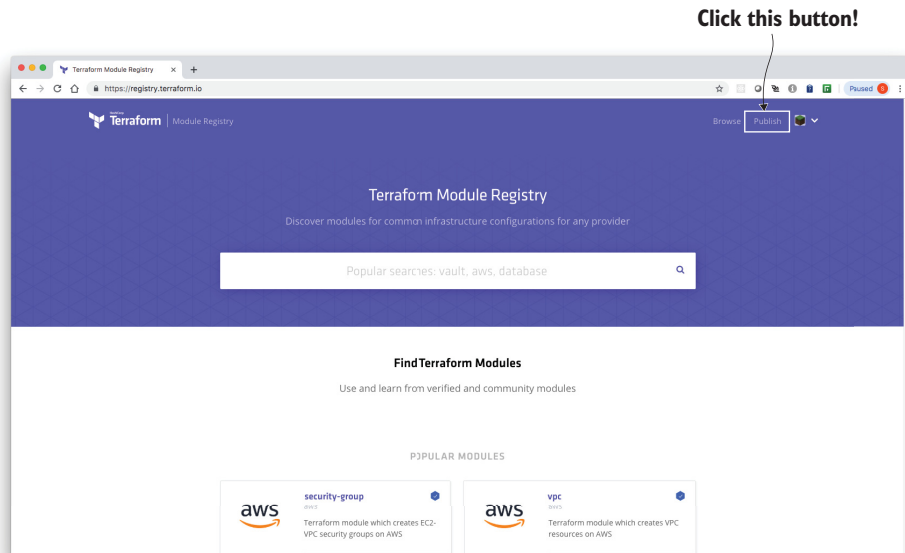 Click this button!
Terraform Module Registry × +
https://registry.terraform.io Paused S
HashiCorp
Terraform | Module Registry Browse Publish
Terraform Module Registry
Discover modules for common infrastructure configurations for any provider
Popular searches: vault, aws, database
Find Terraform Modules
Use and learn from verified and community modules
POPULAR MODULES
aws security-group aws vpc
aws aws
Terraform module which creates EC2- Terraform module which creates VPC
VPC security groups on AWS resources on AWS